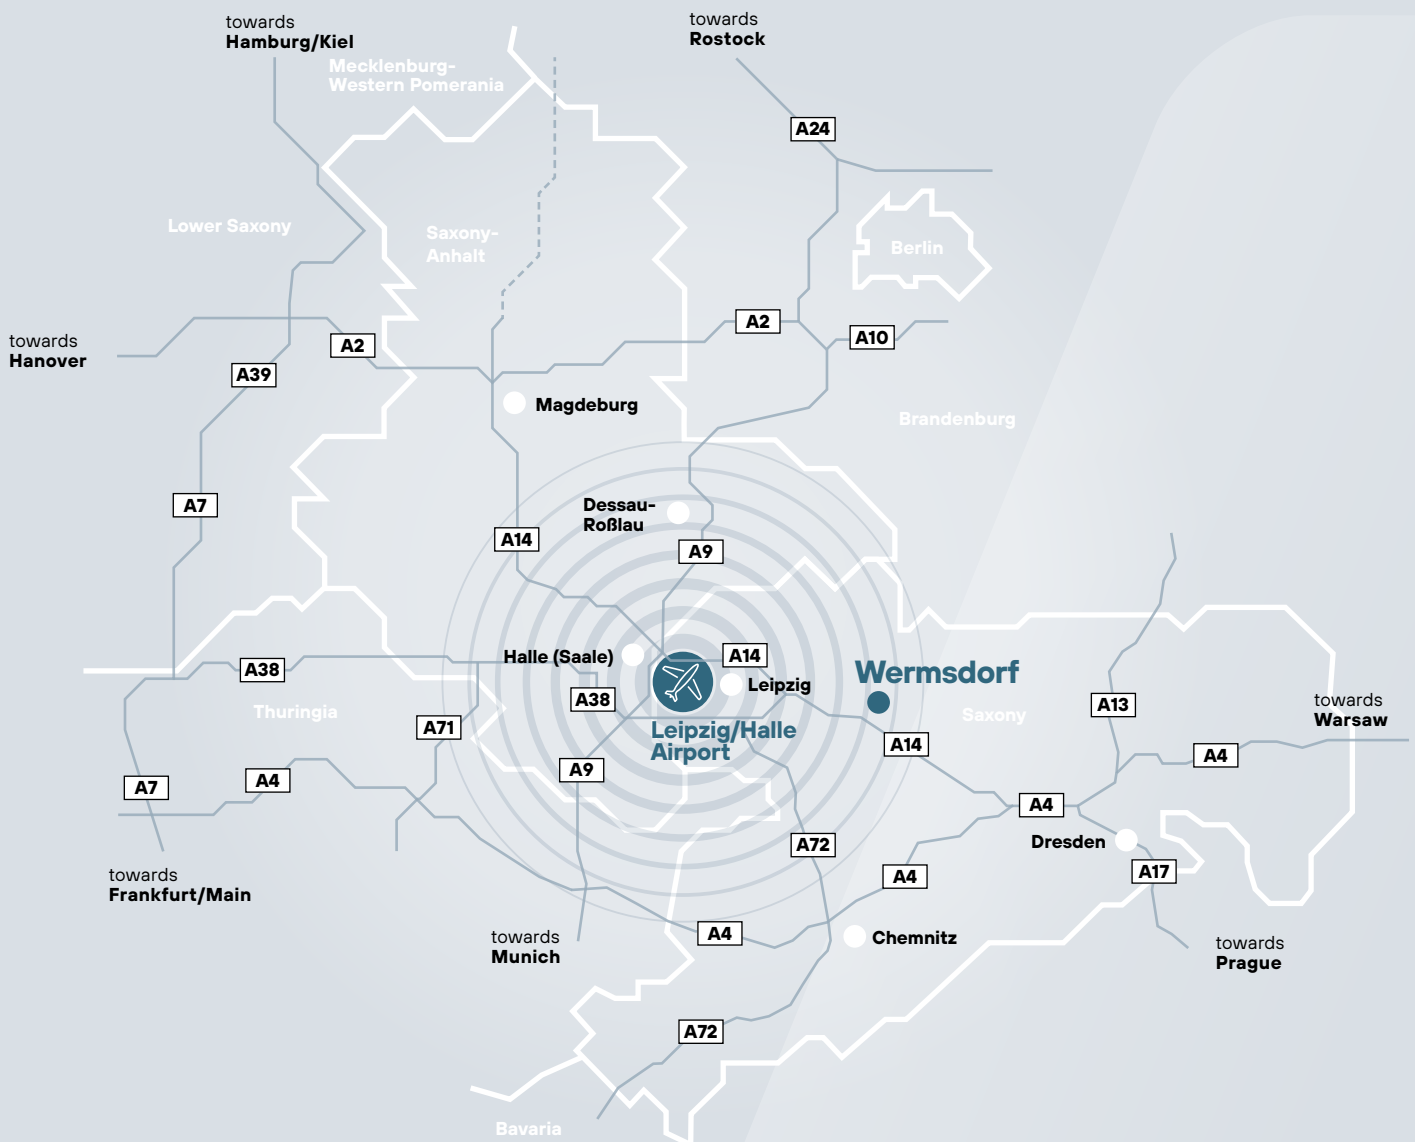 towards
Hamburg/Kiel
towards
Rostock
Mecklenburg-
Western Pomerania
A24
Lower Saxony
Saxony-
Anhalt
Berlin
towards
Hanover
A2
A2
A10
A39
Magdeburg
Brandenburg
A7
Dessau-
Roßlau
A14
A9
Halle (Saale)
A14
A38
Leipzig
Wermsdorf
A38
Thuringia
Saxony
A13
towards
Warsaw
A71
Leipzig/Halle
Airport
A14
A4
A9
A7
A4
A4
Dresden
A72
A17
A4
towards
Frankfurt/Main
A4
Chemnitz
towards
Munich
towards
Prague
A72
Bavaria